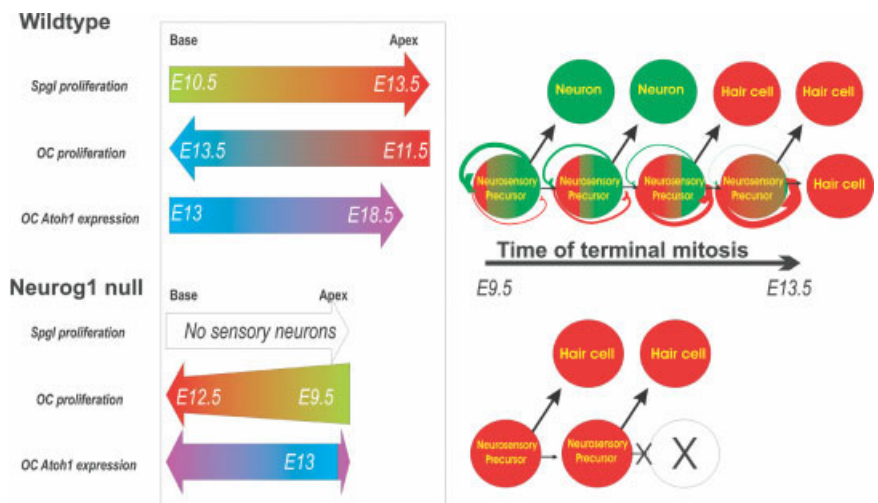 Wildtype
Base Apex
Spgl proliferation E10.5 E13.5
OC proliferation E13.5 E11.5
OC Atoh1 expression E13 E18.5
Neuron Neuron Hair cell Hair cell
Neurosensory Precursor Neurosensory Precursor Neurosensory Precursor Neurosensory Precursor Hair cell
Time of terminal mitosis
E9.5 E13.5
Neurog1 null
Base Apex
Spgl proliferation No sensory neurons
OC proliferation E12.5 E9.5
OC Atoh1 expression E13
Hair cell Hair cell
Neurosensory Precursor Neurosensory Precursor X X